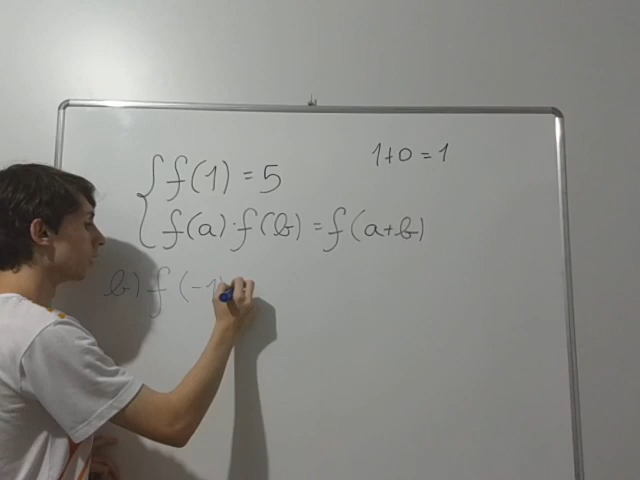 f(1) = 5
1+0=1
f(a)·f(b) = f(a+b)
b) f(-1)